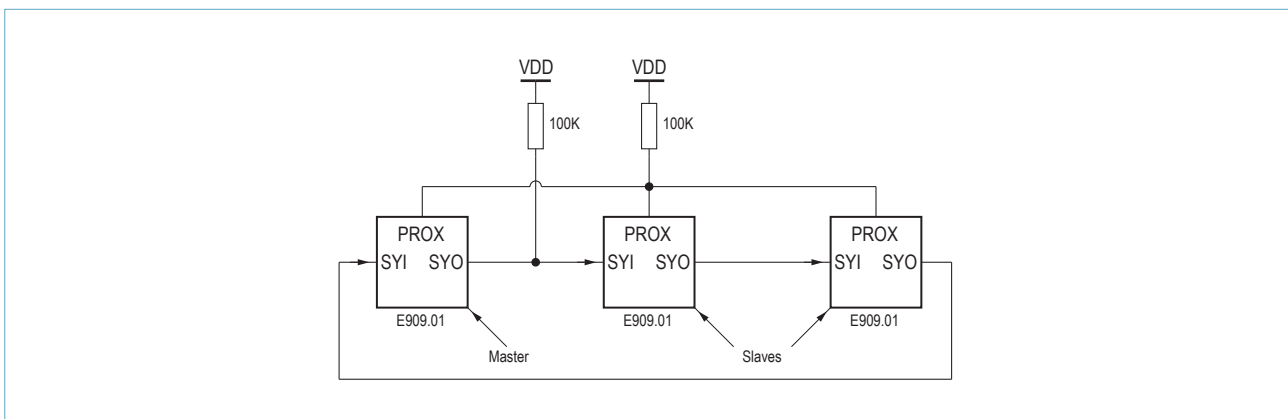 VDD VDD
100K 100K
PROX PROX PROX
SYI SYO SYI SYO SYI SYO
E909.01 E909.01 E909.01
Master Slaves